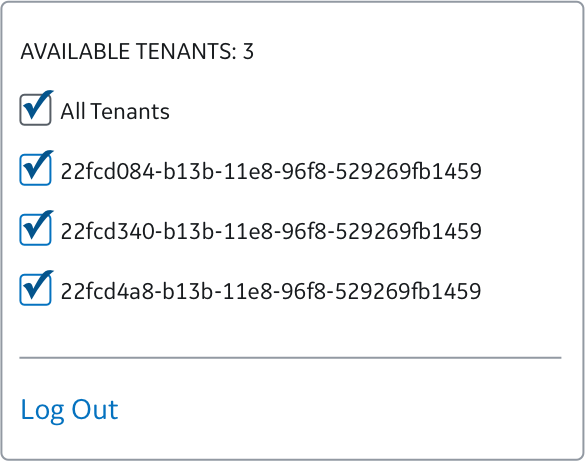 AVAILABLE TENANTS: 3
All Tenants
22fcd084-b13b-11e8-96f8-529269fb1459
22fcd340-b13b-11e8-96f8-529269fb1459
22fcd4a8-b13b-11e8-96f8-529269fb1459
Log Out